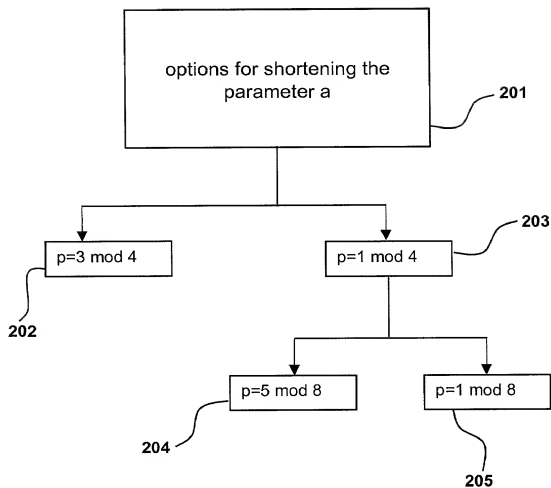 options for shortening the
parameter a
201
203
p=3 mod 4
p=1 mod 4
202
p=5 mod 8
p=1 mod 8
204
205